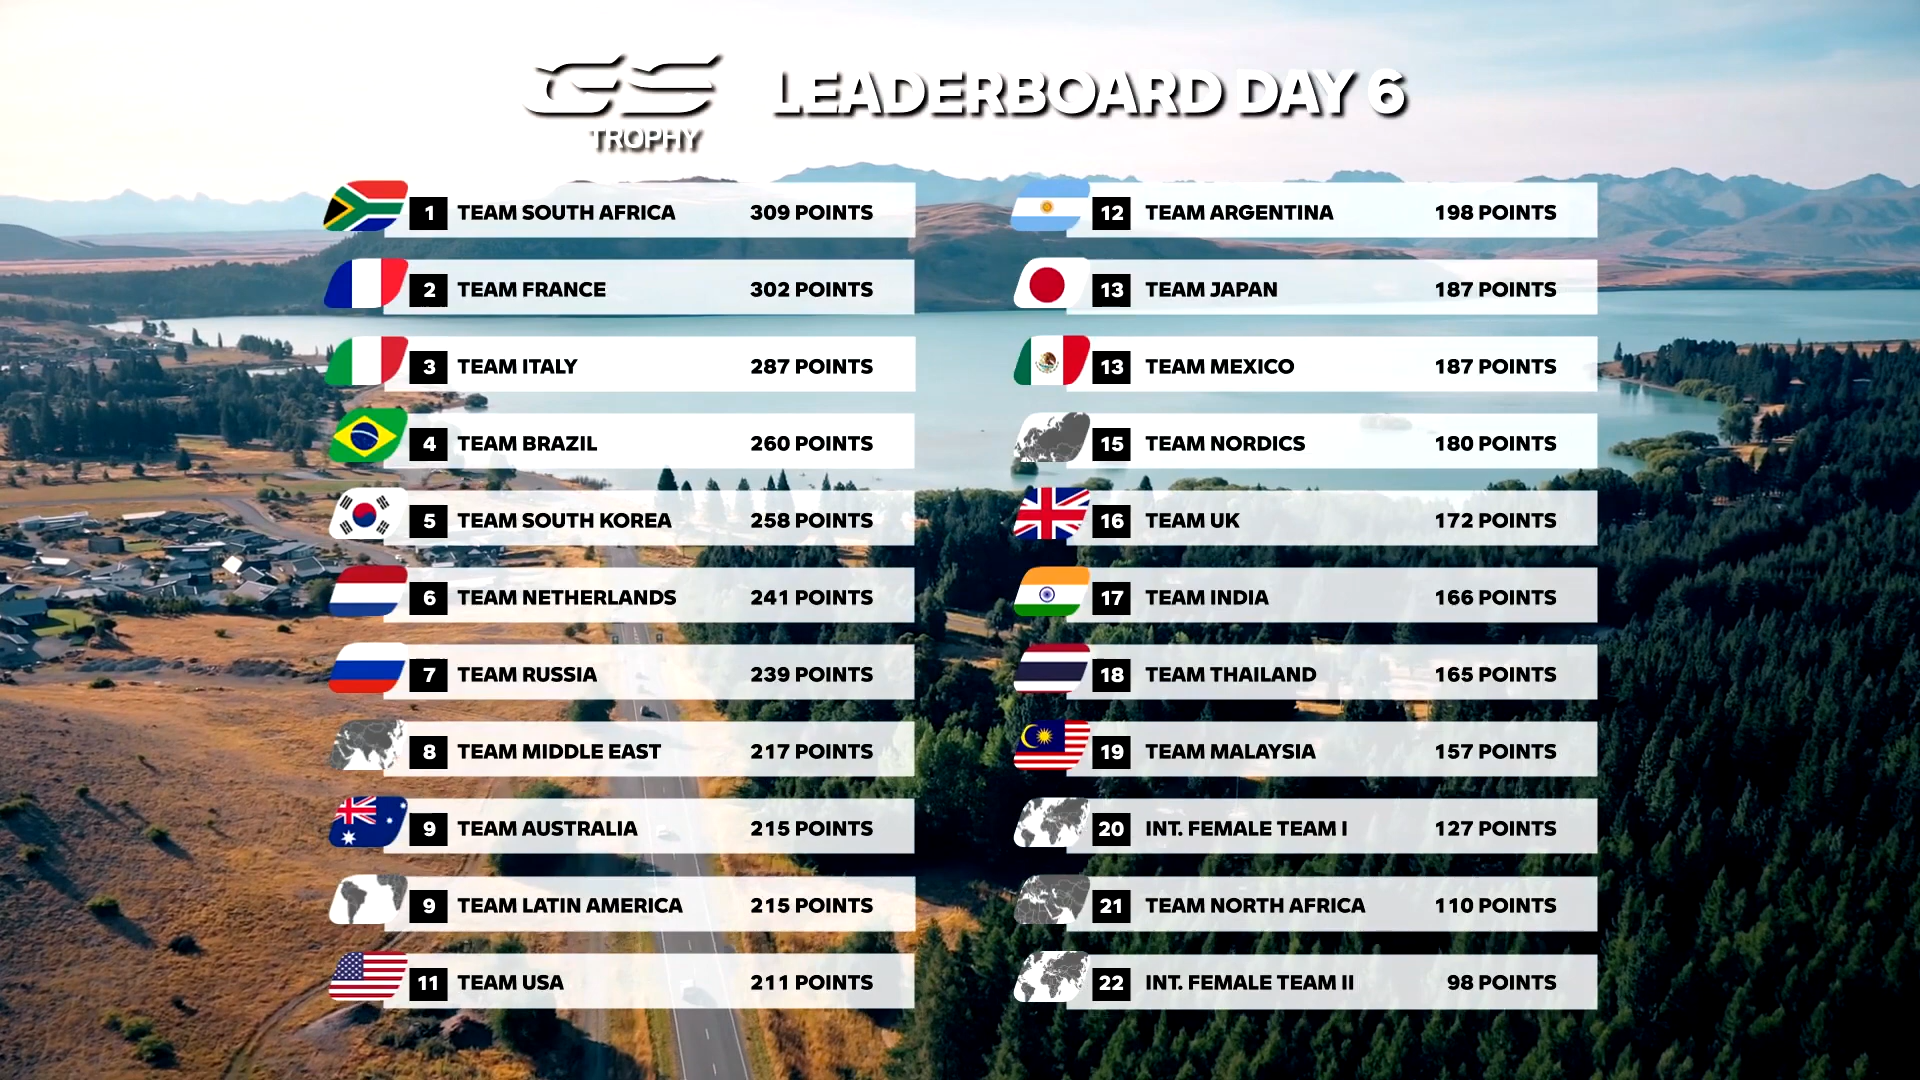 GS
TROPHY
LEADERBOARD DAY 6
1 TEAM SOUTH AFRICA 309 POINTS
2 TEAM FRANCE 302 POINTS
3 TEAM ITALY 287 POINTS
4 TEAM BRAZIL 260 POINTS
5 TEAM SOUTH KOREA 258 POINTS
6 TEAM NETHERLANDS 241 POINTS
7 TEAM RUSSIA 239 POINTS
8 TEAM MIDDLE EAST 217 POINTS
9 TEAM AUSTRALIA 215 POINTS
9 TEAM LATIN AMERICA 215 POINTS
11 TEAM USA 211 POINTS
12 TEAM ARGENTINA 198 POINTS
13 TEAM JAPAN 187 POINTS
13 TEAM MEXICO 187 POINTS
15 TEAM NORDICS 180 POINTS
16 TEAM UK 172 POINTS
17 TEAM INDIA 166 POINTS
18 TEAM THAILAND 165 POINTS
19 TEAM MALAYSIA 157 POINTS
20 INT. FEMALE TEAM I 127 POINTS
21 TEAM NORTH AFRICA 110 POINTS
22 INT. FEMALE TEAM II 98 POINTS